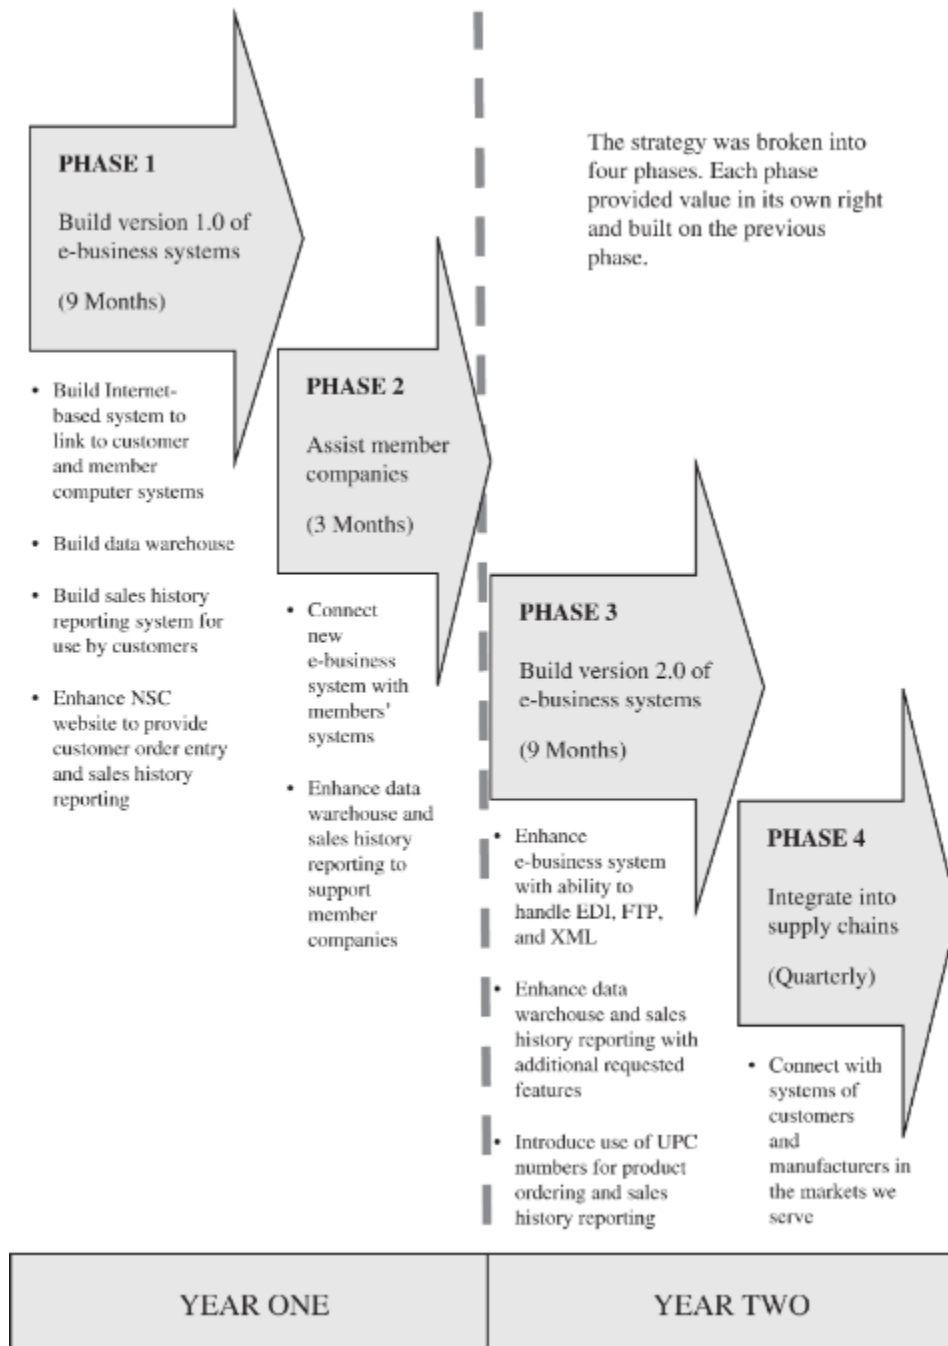 PHASE 1
Build version 1.0 of
e-business systems
(9 Months)
• Build Internet-
based system to
link to customer
and member
computer systems
• Build data warehouse
• Build sales history
reporting system for
use by customers
• Enhance NSC
website to provide
customer order entry
and sales history
reporting
The strategy was broken into
four phases. Each phase
provided value in its own right
and built on the previous
phase.
PHASE 2
Assist member
companies
(3 Months)
• Connect
new
e-business
system with
members'
systems
• Enhance data
warehouse and
sales history
reporting to
support
member
companies
PHASE 3
Build version 2.0 of
e-business systems
(9 Months)
• Enhance
e-business system
with ability to
handle EDI, FTP,
and XML
• Enhance data
warehouse and sales
history reporting with
additional requested
features
• Introduce use of UPC
numbers for product
ordering and sales
history reporting
PHASE 4
Integrate into
supply chains
(Quarterly)
• Connect with
systems of
customers
and
manufacturers in
the markets we
serve
YEAR ONE
YEAR TWO